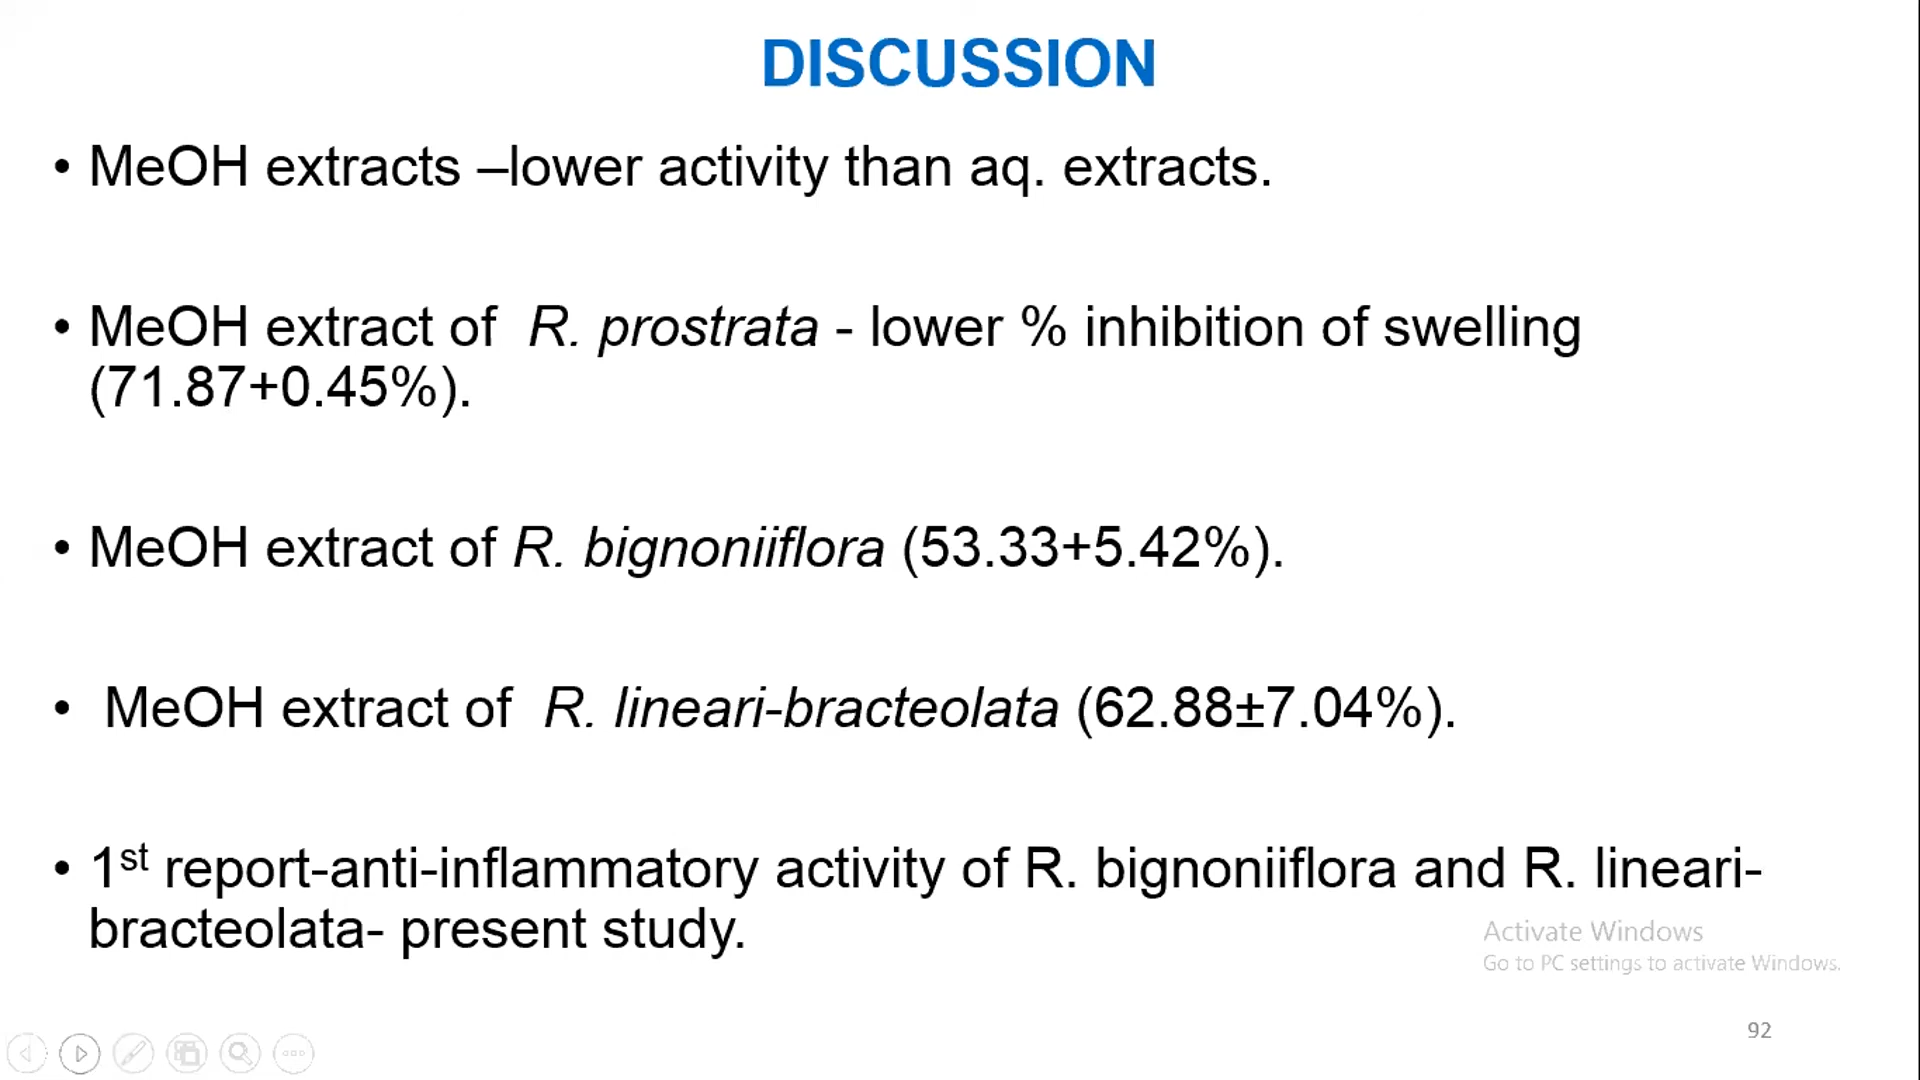 DISCUSSION
• MeOH extracts –lower activity than aq. extracts.
• MeOH extract of R. prostrata - lower % inhibition of swelling
(71.87+0.45%).
• MeOH extract of R. bignoniiflora (53.33+5.42%).
• MeOH extract of R. lineari-bracteolata (62.88±7.04%).
• 1st report-anti-inflammatory activity of R. bignoniiflora and R. lineari-
bracteolata- present study.
Activate Windows
Go to PC settings to activate Windows.
92